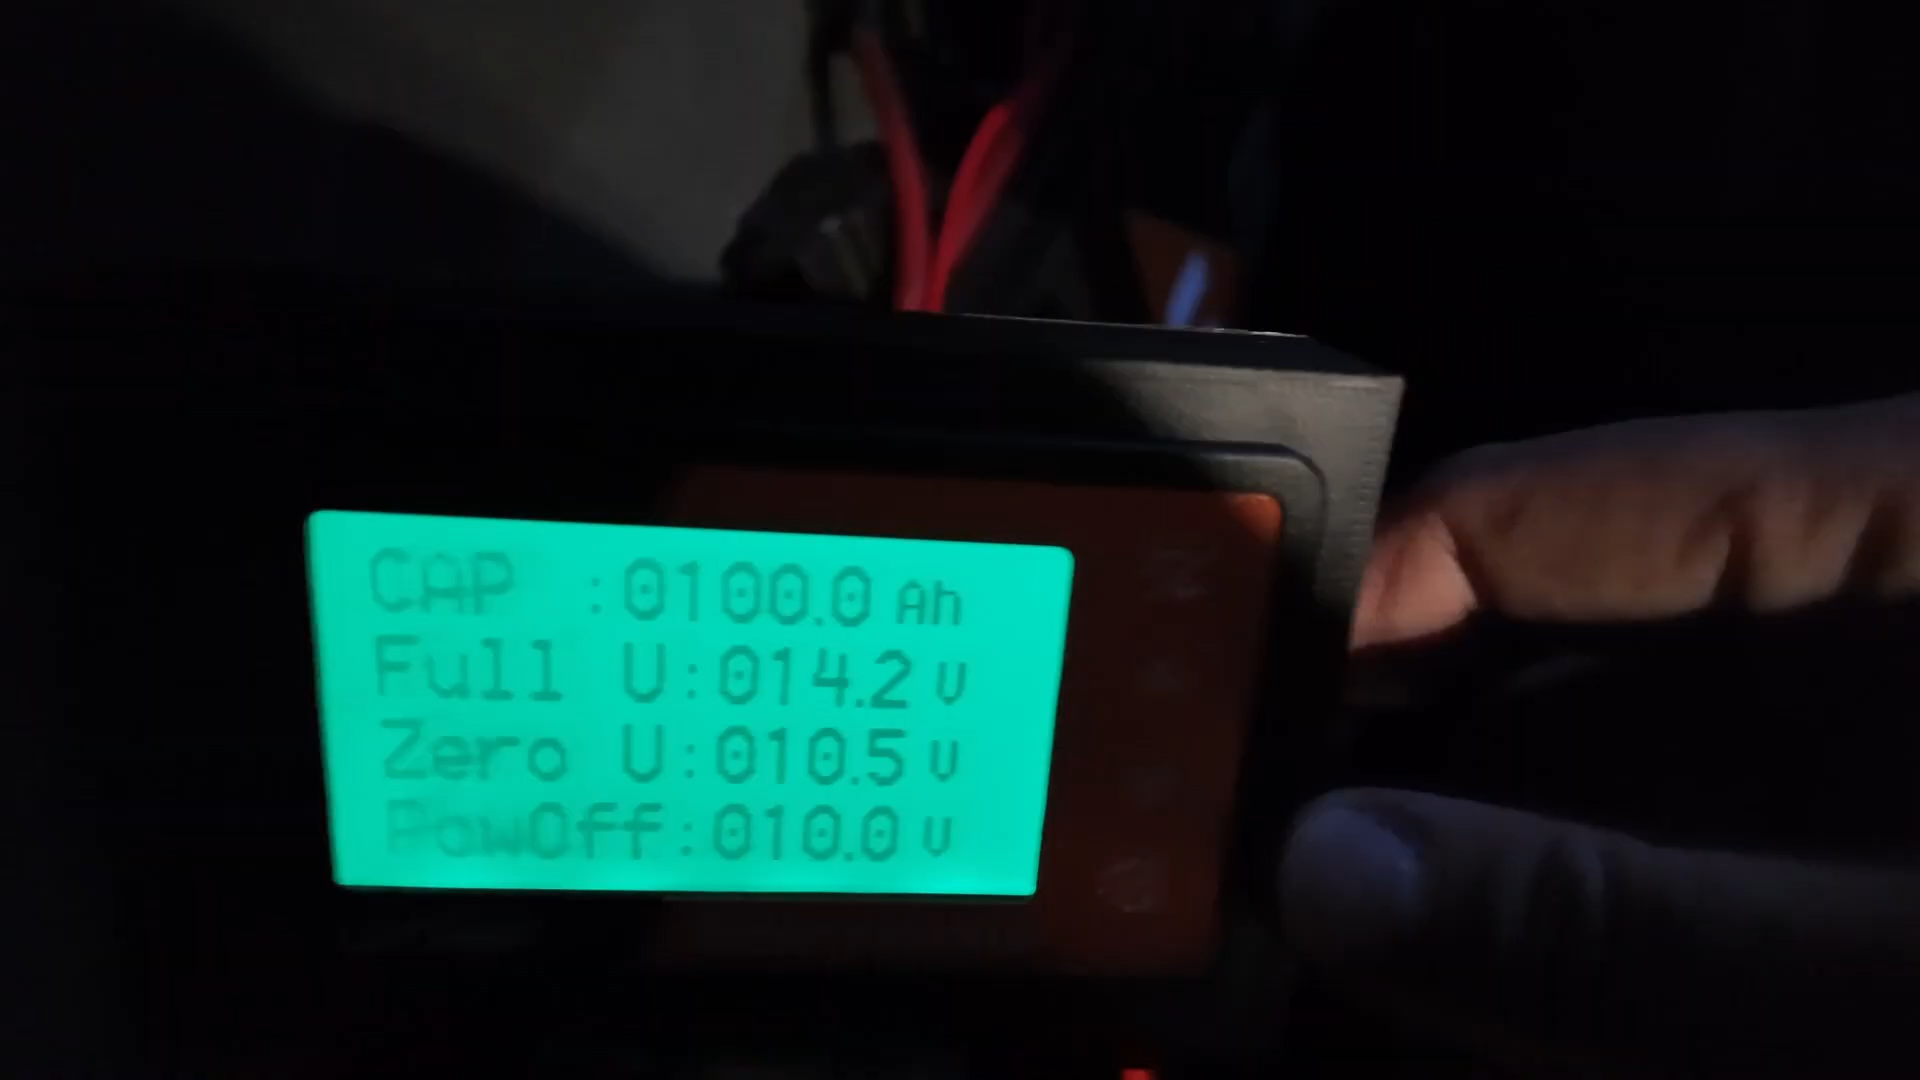 CAP :0100.0 Ah
Full U:014.2 V
Zero U:010.5 V
PowOff:010.0 V